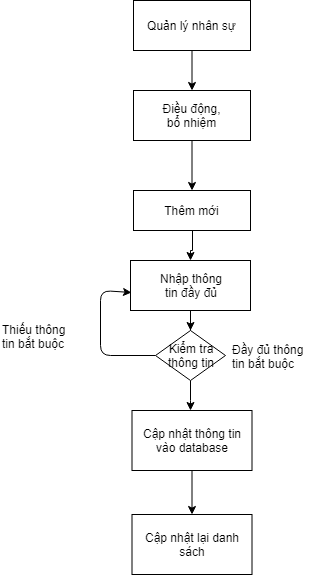 Quản lý nhân sự
Điều động,
bổ nhiệm
Thêm mới
Nhập thông
tin đầy đủ
Thiếu thông
tin bắt buộc
Kiểm tra
thông tin
Đầy đủ thông
tin bắt buộc
Cập nhật thông tin
vào database
Cập nhật lại danh
sách